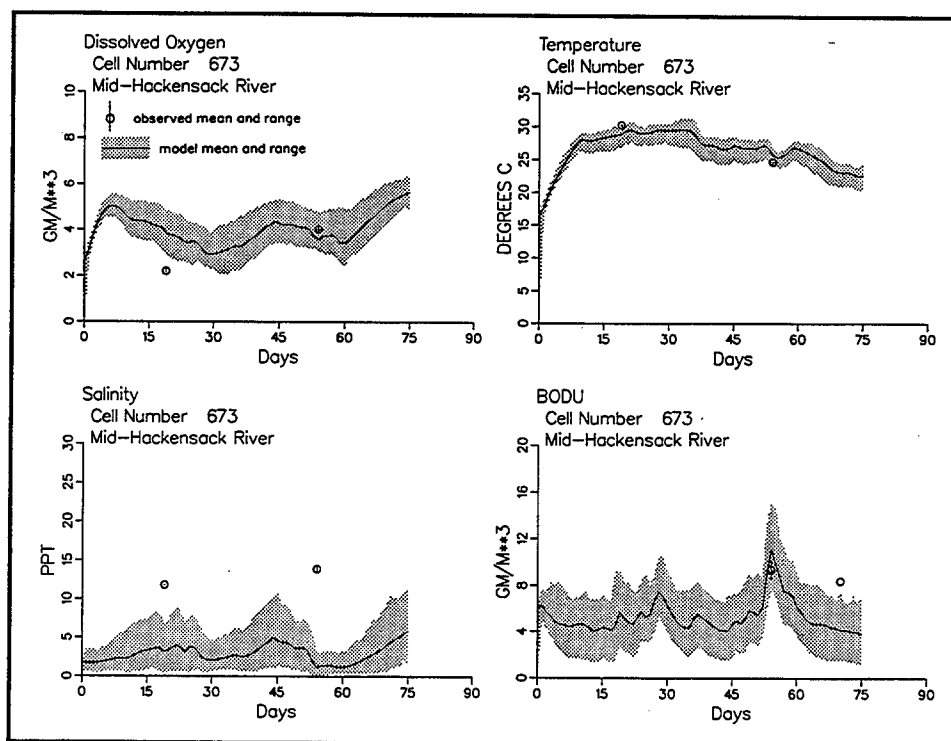 Dissolved Oxygen
Cell Number 673
Mid-Hackensack River
10
8
6
4
2
0
GM/M**3
observed mean and range
model mean and range
0 15 30 45 60 75 90
Days
Temperature
Cell Number 673
Mid-Hackensack River
35
30
25
20
15
10
5
0
DEGREES C
0 15 30 45 60 75 90
Days
Salinity
Cell Number 673
Mid-Hackensack River
30
25
20
15
10
5
0
PPT
0 15 30 45 60 75 90
Days
BODU
Cell Number 673
Mid-Hackensack River
20
16
12
8
4
0
GM/M**3
0 15 30 45 60 75 90
Days